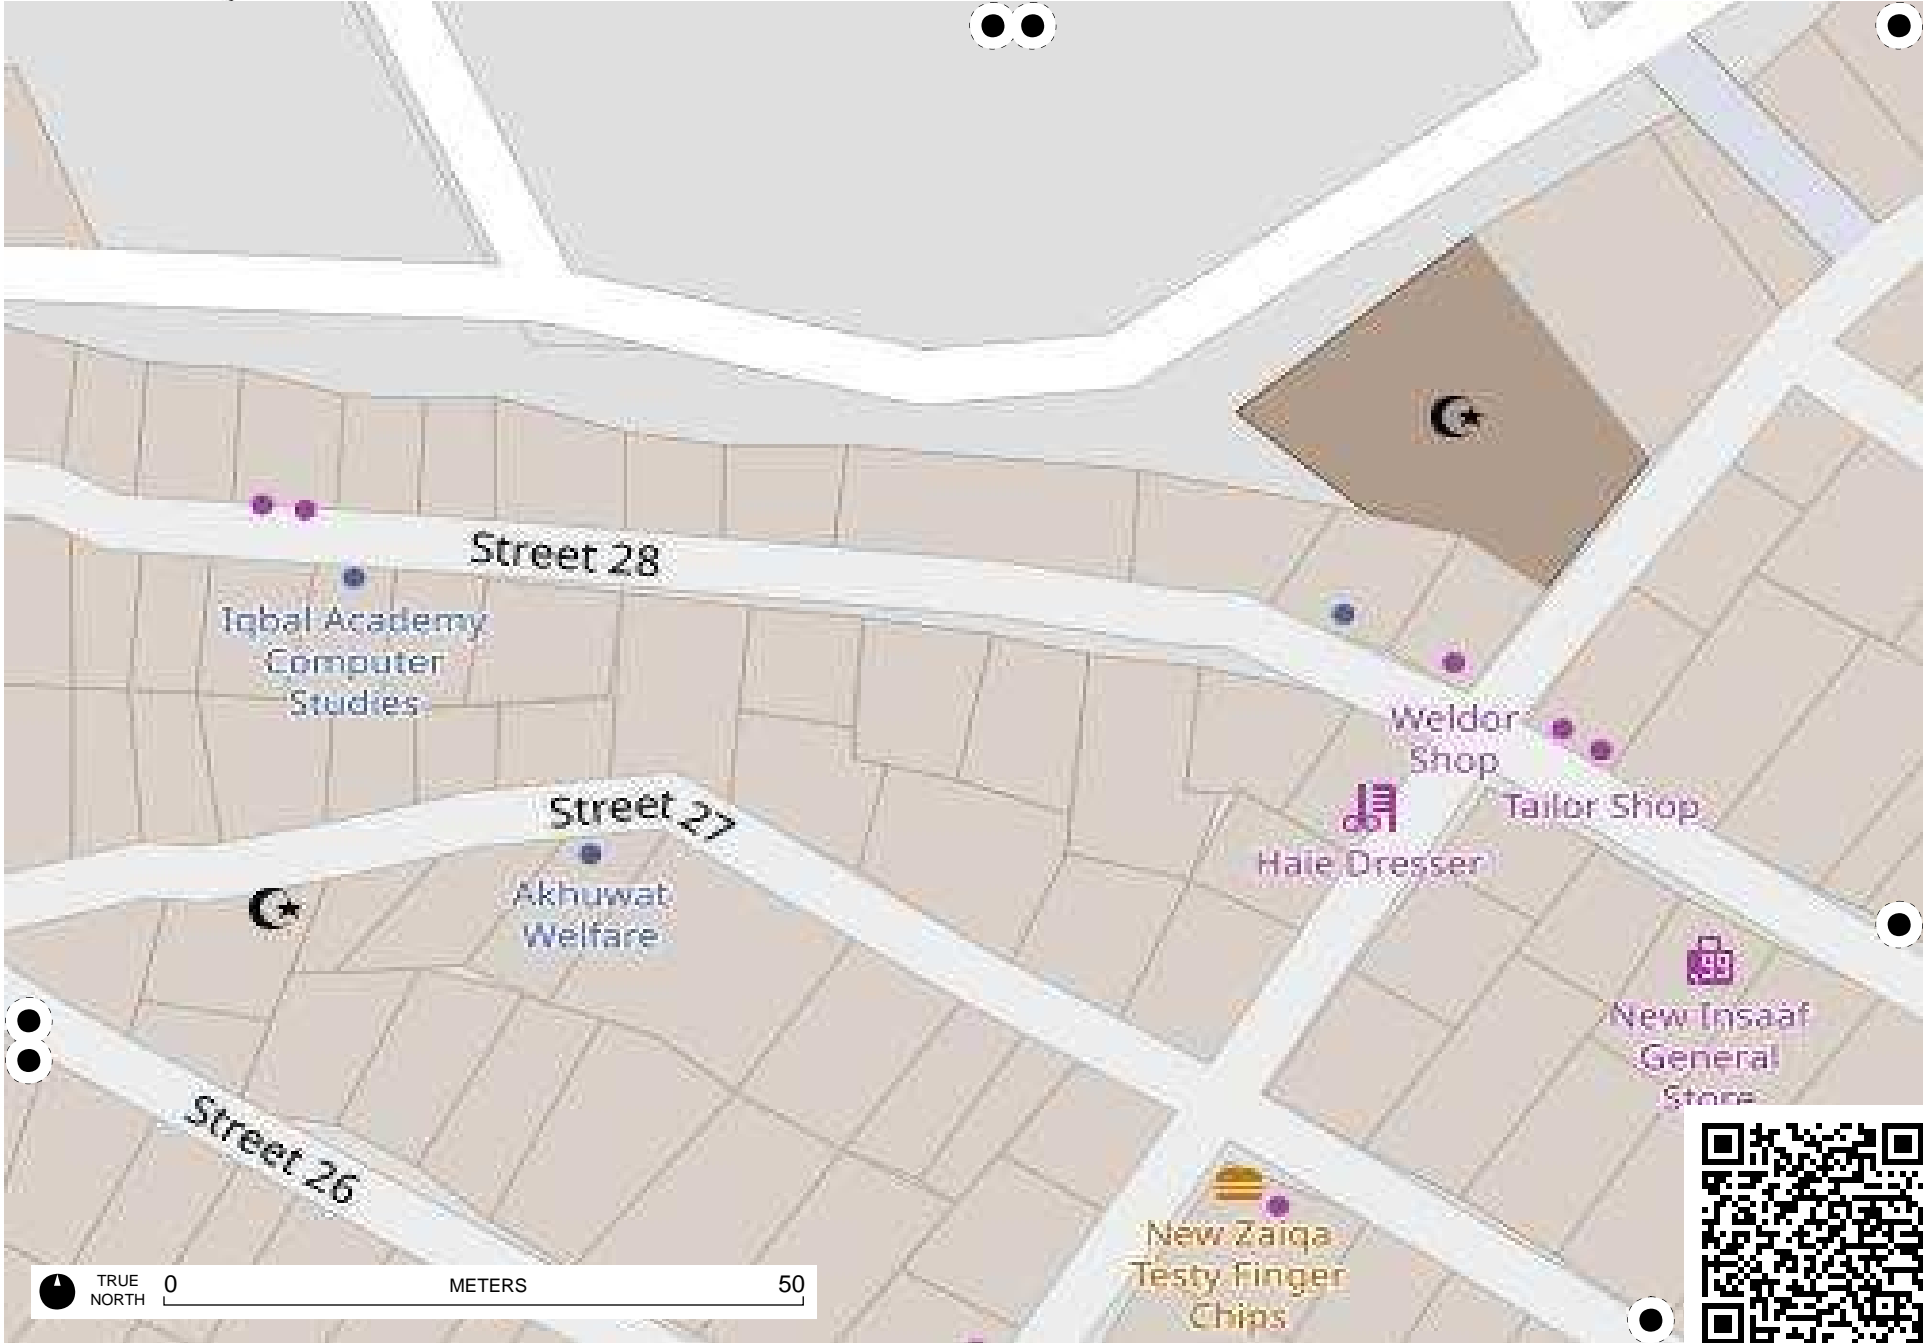 Street 28
Iqbal Academy
Computer
Studies
Weldor
Shop
Tailor Shop
Haie Dresser
Street 27
Akhuwat
Welfare
New Insaaf
General
Store
Street 26
New Zaiqa
Testy Finger
Chips
TRUE
NORTH
0 METERS 50